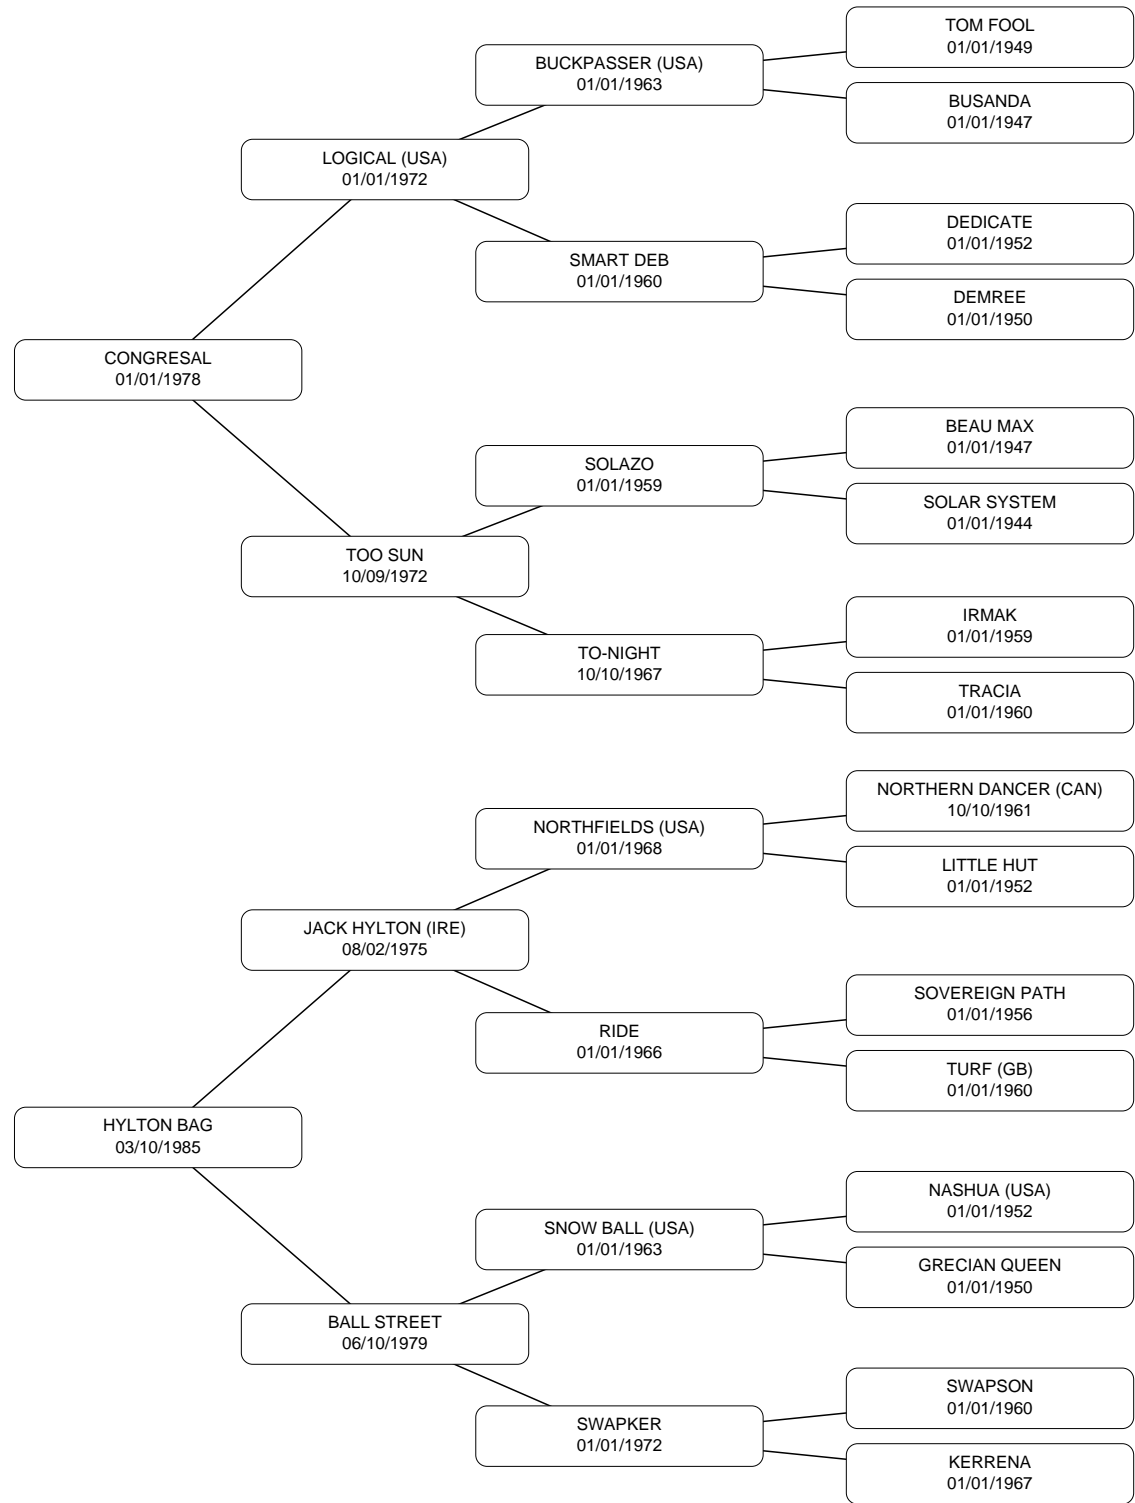 TOM FOOL
01/01/1949
BUCKPASSER (USA)
01/01/1963
BUSANDA
01/01/1947
LOGICAL (USA)
01/01/1972
DEDICATE
01/01/1952
SMART DEB
01/01/1960
DEMREE
01/01/1950
CONGRESAL
01/01/1978
BEAU MAX
01/01/1947
SOLAZO
01/01/1959
SOLAR SYSTEM
01/01/1944
TOO SUN
10/09/1972
IRMAK
01/01/1959
TO-NIGHT
10/10/1967
TRACIA
01/01/1960
NORTHERN DANCER (CAN)
10/10/1961
NORTHFIELDS (USA)
01/01/1968
LITTLE HUT
01/01/1952
JACK HYLTON (IRE)
08/02/1975
SOVEREIGN PATH
01/01/1956
RIDE
01/01/1966
TURF (GB)
01/01/1960
HYLTON BAG
03/10/1985
NASHUA (USA)
01/01/1952
SNOW BALL (USA)
01/01/1963
GRECIAN QUEEN
01/01/1950
BALL STREET
06/10/1979
SWAPSON
01/01/1960
SWAPKER
01/01/1972
KERRENA
01/01/1967